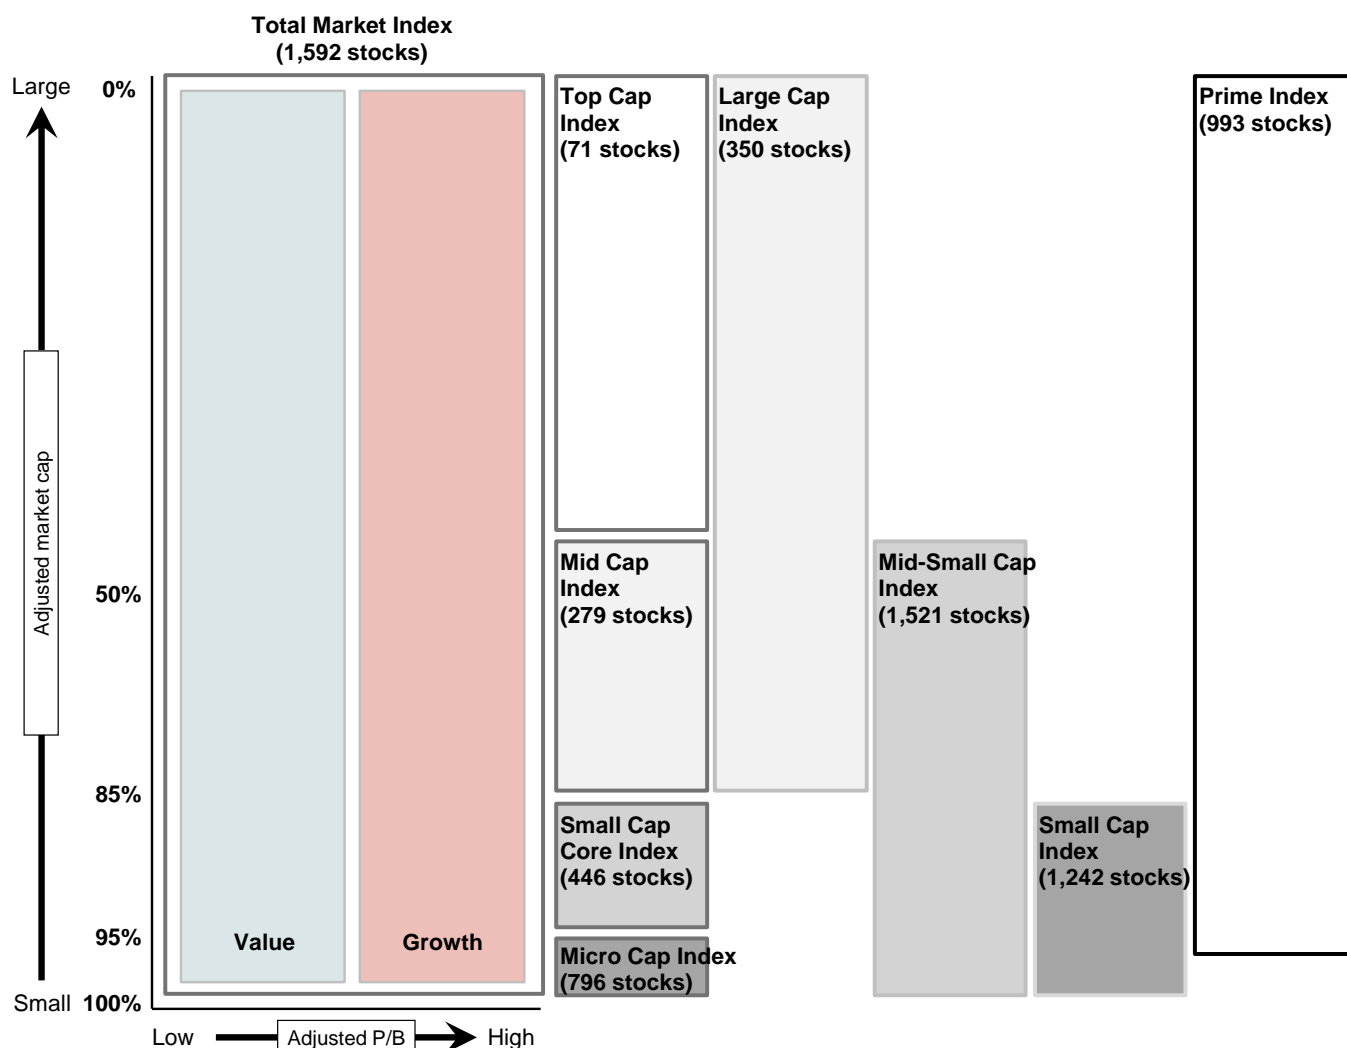 Total Market Index
(1,592 stocks)
Large
0%
Top Cap
Index
(71 stocks)
Large Cap
Index
(350 stocks)
Prime Index
(993 stocks)
Adjusted market cap
Mid Cap
Index
(279 stocks)
Mid-Small Cap
Index
(1,521 stocks)
50%
85%
Small Cap
Core Index
(446 stocks)
Small Cap
Index
(1,242 stocks)
95%
Value
Growth
Micro Cap Index
(796 stocks)
Small
100%
Low
Adjusted P/B
High